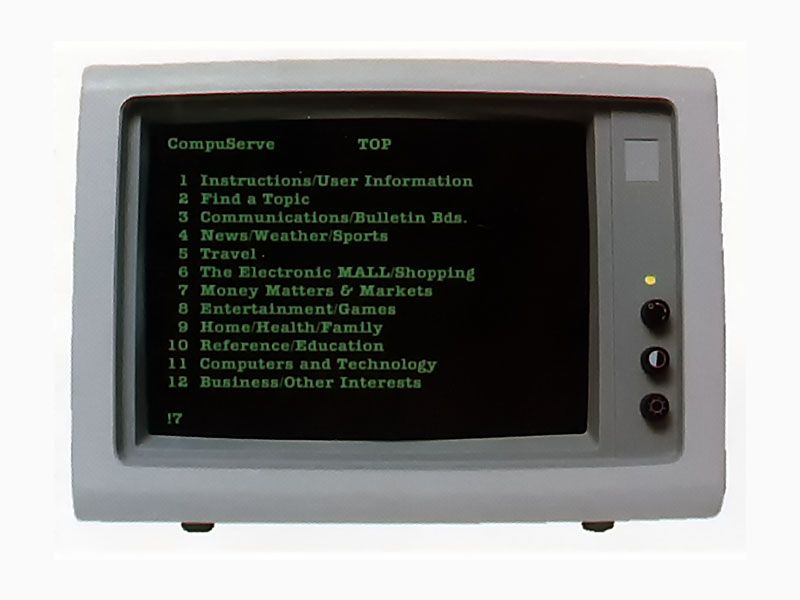 CompuServe TOP
1 Instructions/User Information
2 Find a Topic
3 Communications/Bulletin Bds.
4 News/Weather/Sports
5 Travel
6 The Electronic MALL/Shopping
7 Money Matters & Markets
8 Entertainment/Games
9 Home/Health/Family
10 Reference/Education
11 Computers and Technology
12 Business/Other Interests
!7